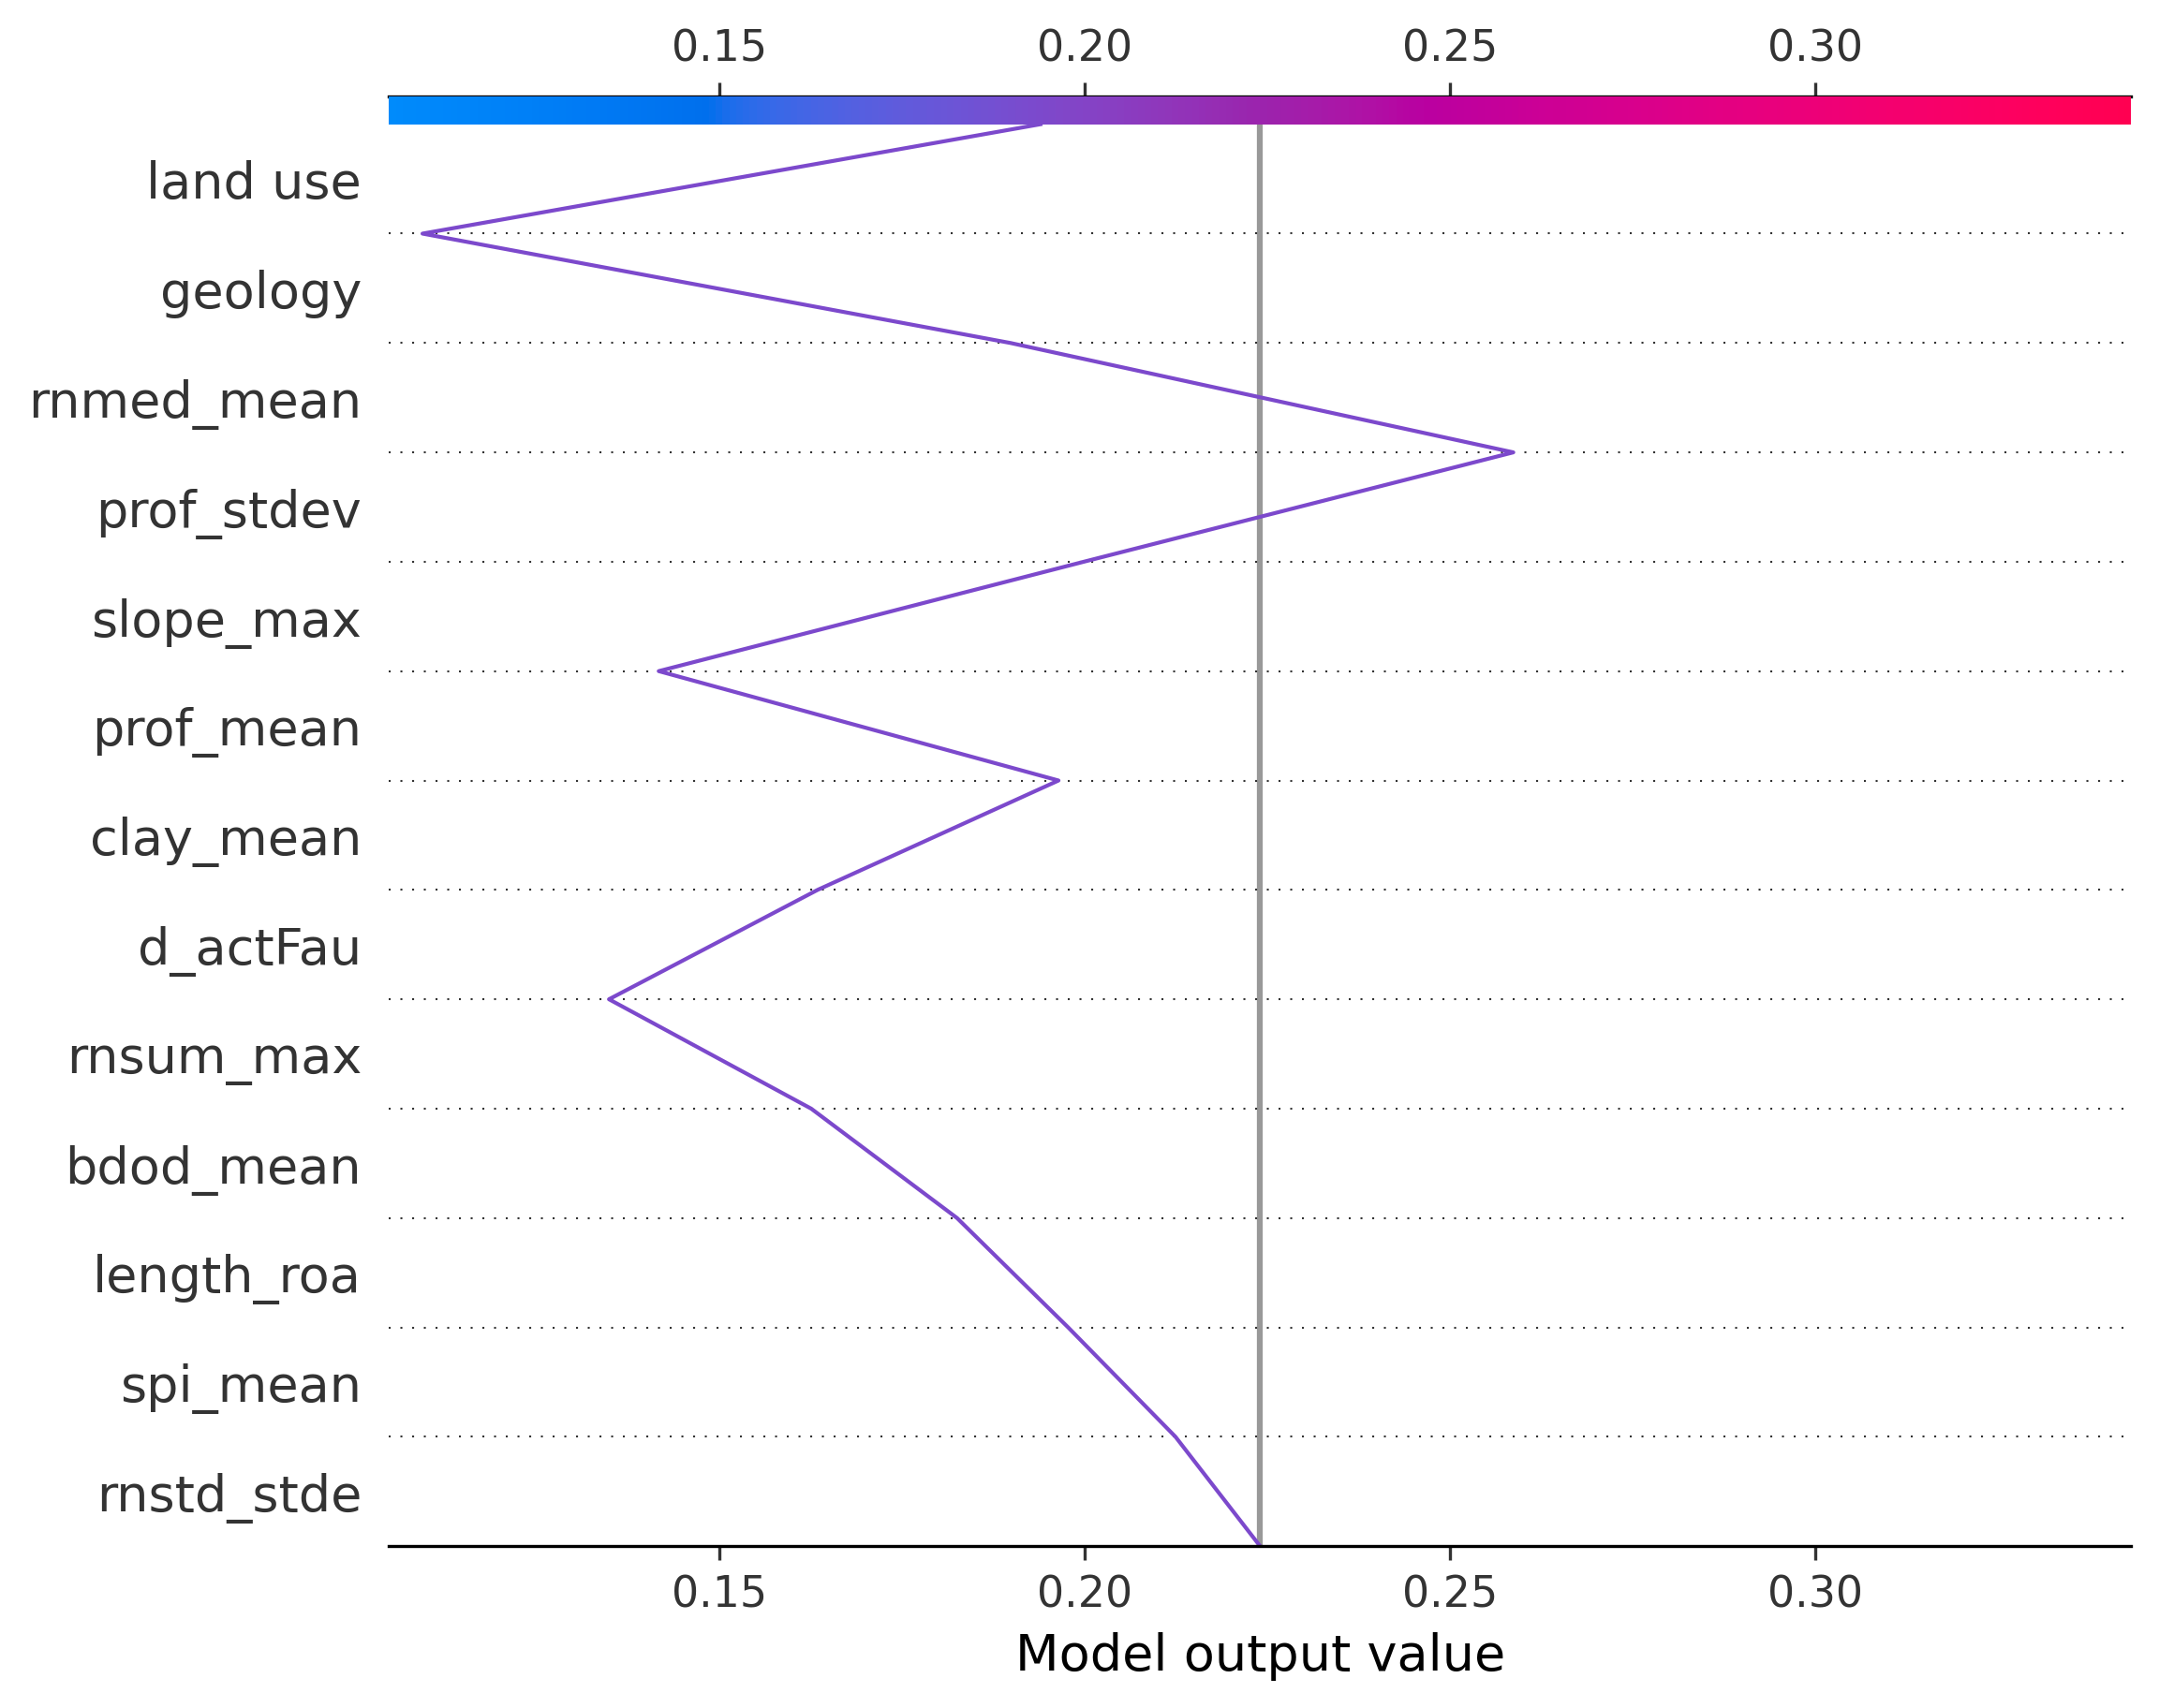 0.15 0.20 0.25 0.30
land use
geology
rnmed_mean
prof_stdev
slope_max
prof_mean
clay_mean
d_actFau
rnsum_max
bdod_mean
length_roa
spi_mean
rnstd_stde
0.15 0.20 0.25 0.30
Model output value